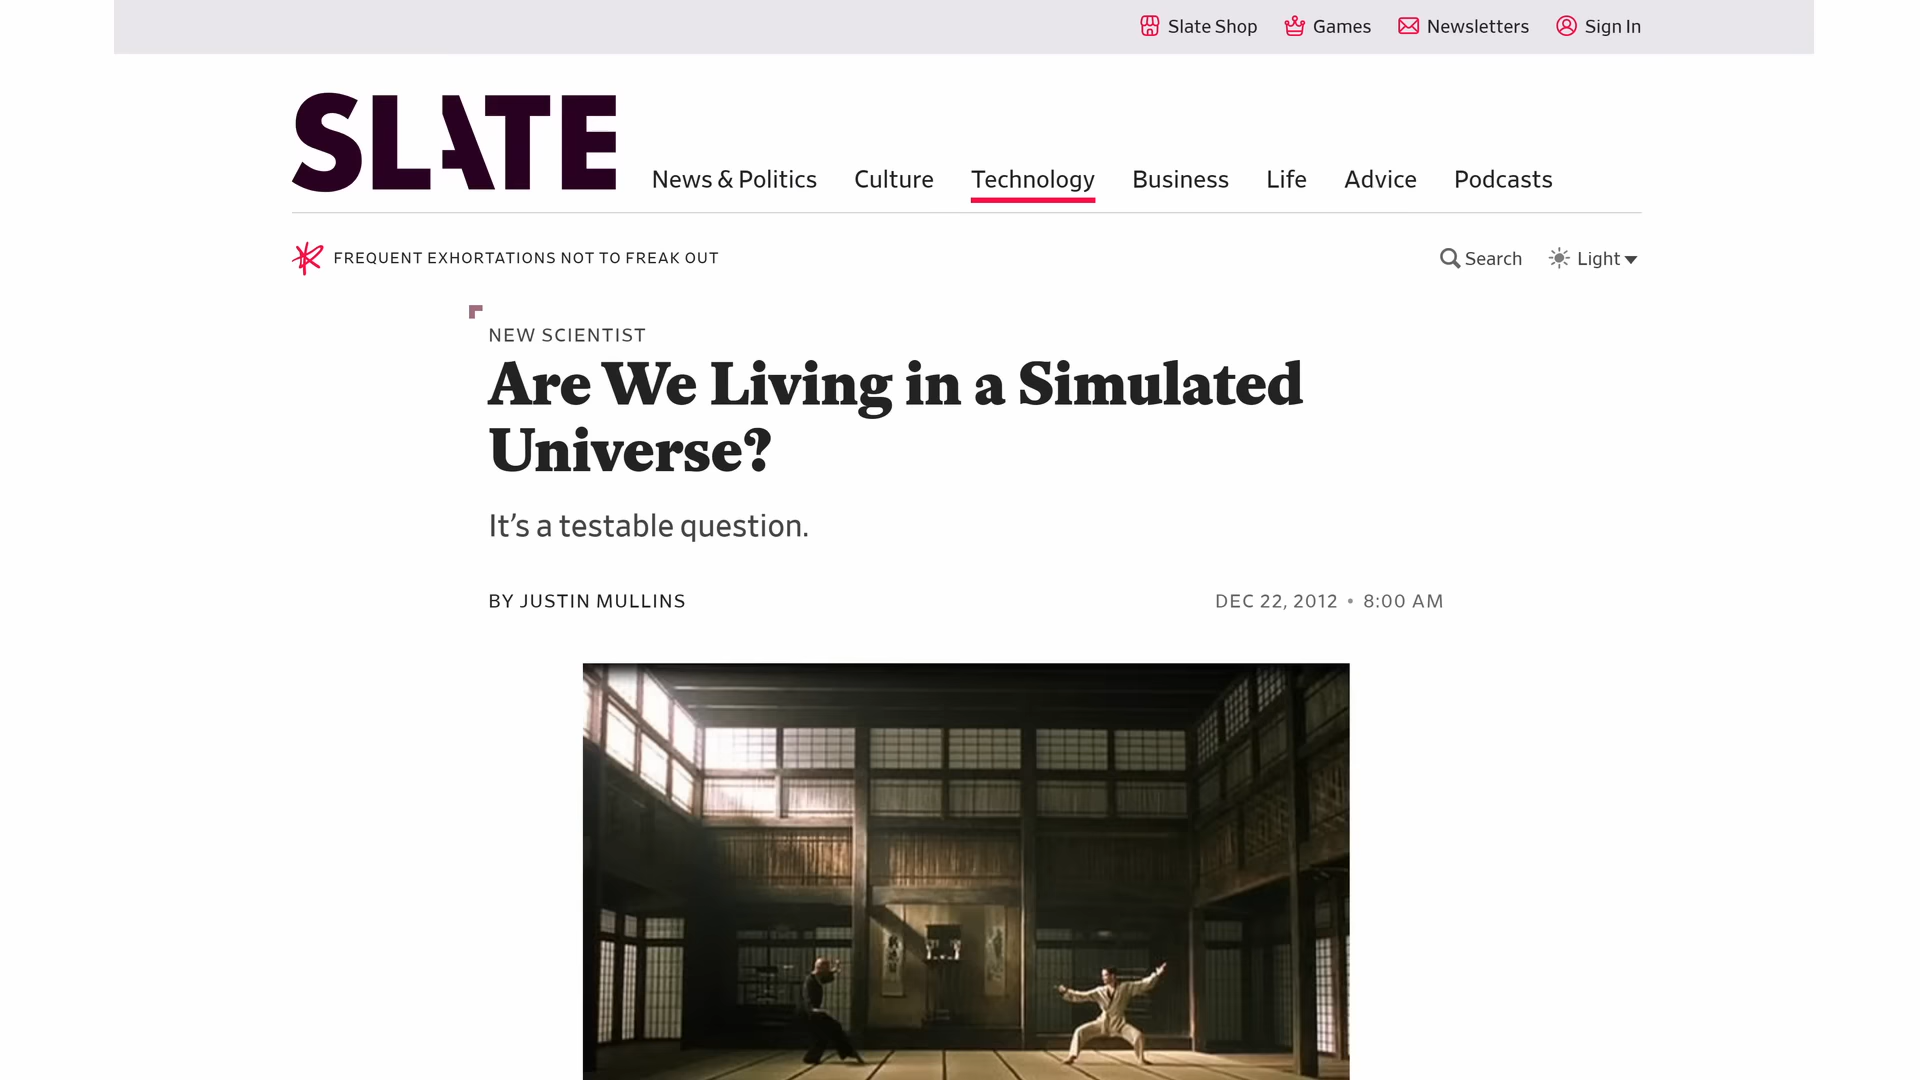 Slate Shop Games Newsletters Sign In
SLATE
News & Politics Culture Technology Business Life Advice Podcasts
FREQUENT EXHORTATIONS NOT TO FREAK OUT
Search Light
NEW SCIENTIST
Are We Living in a Simulated
Universe?
It’s a testable question.
BY JUSTIN MULLINS
DEC 22, 2012 • 8:00 AM